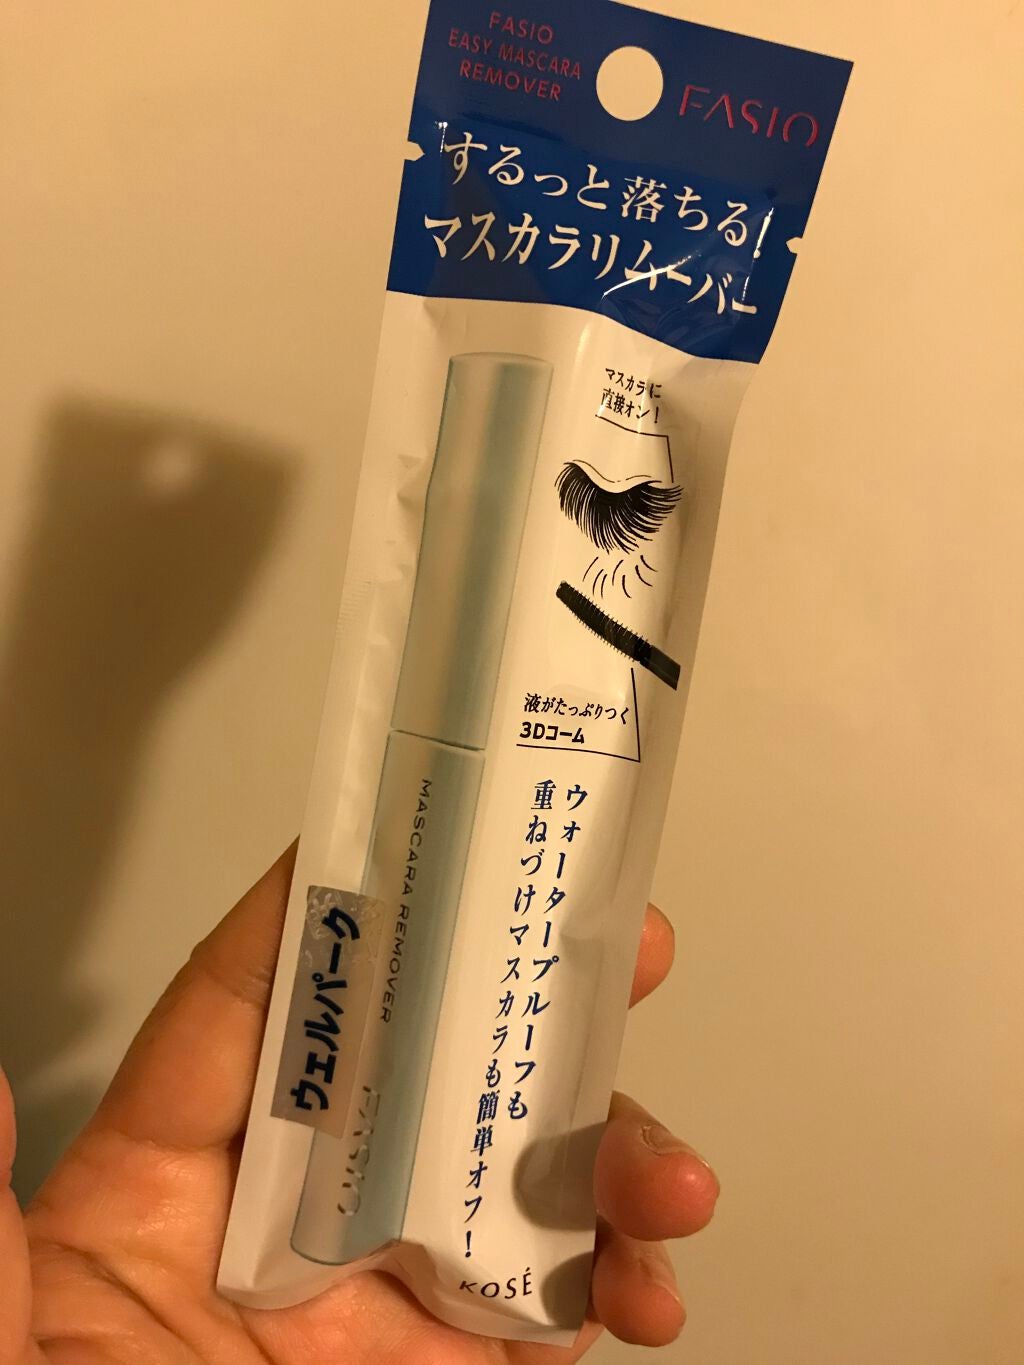 FASIO
EASY MASCARA
REMOVER
FASIO
するっと落ちる!
マスカラリムーバー
マスカラに
直接オン!
液がたっぷりつく
3Dコーム
ウォータープルーフも
重ねづけマスカラも簡単オフ!
MASCARA REMOVER
FASIO
ウェルパーク
KOSÉ